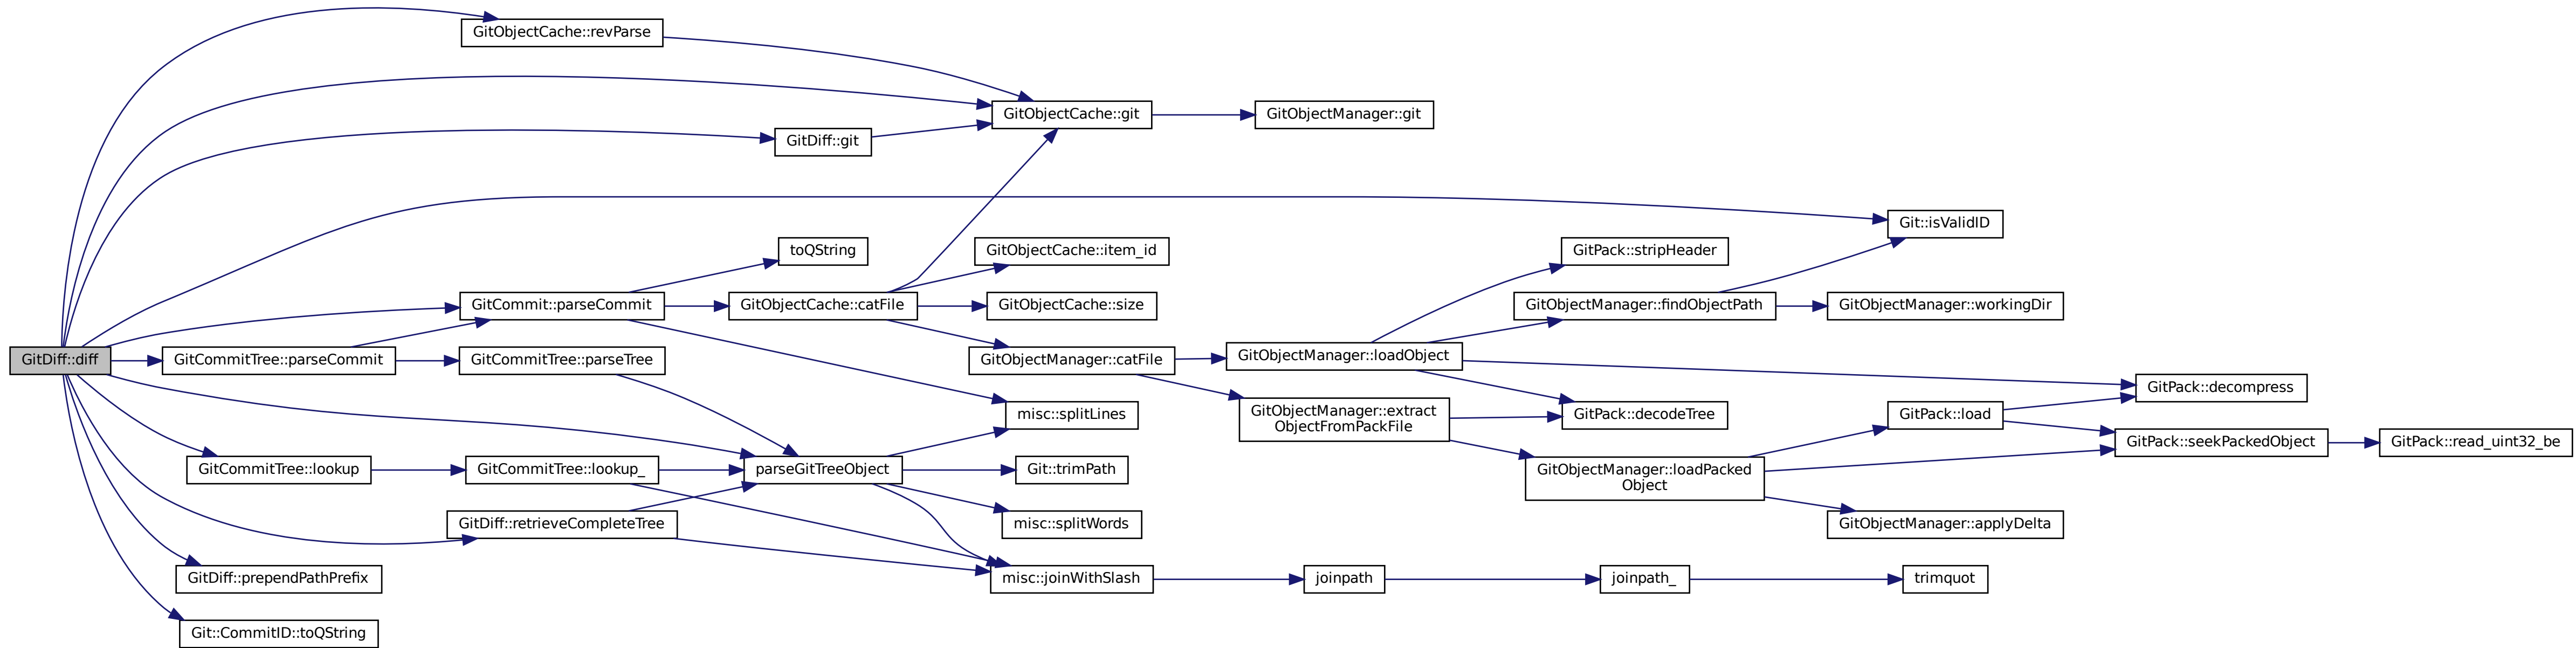 GitDiff::diff
GitObjectCache::revParse
GitObjectCache::git
GitObjectManager::git
GitDiff::git
Git::isValidID
toQString
GitObjectCache::item_id
GitPack::stripHeader
GitCommit::parseCommit
GitObjectCache::catFile
GitObjectCache::size
GitObjectManager::findObjectPath
GitObjectManager::workingDir
GitCommitTree::parseCommit
GitCommitTree::parseTree
GitObjectManager::catFile
GitObjectManager::loadObject
GitPack::decompress
misc::splitLines
GitObjectManager::extract
ObjectFromPackFile
GitPack::decodeTree
GitPack::load
GitPack::seekPackedObject
GitPack::read_uint32_be
GitCommitTree::lookup
GitCommitTree::lookup_
parseGitTreeObject
Git::trimPath
GitObjectManager::loadPacked
Object
GitDiff::retrieveCompleteTree
misc::splitWords
GitObjectManager::applyDelta
GitDiff::prependPathPrefix
misc::joinWithSlash
joinpath
joinpath_
trimquot
Git::CommitID::toQString